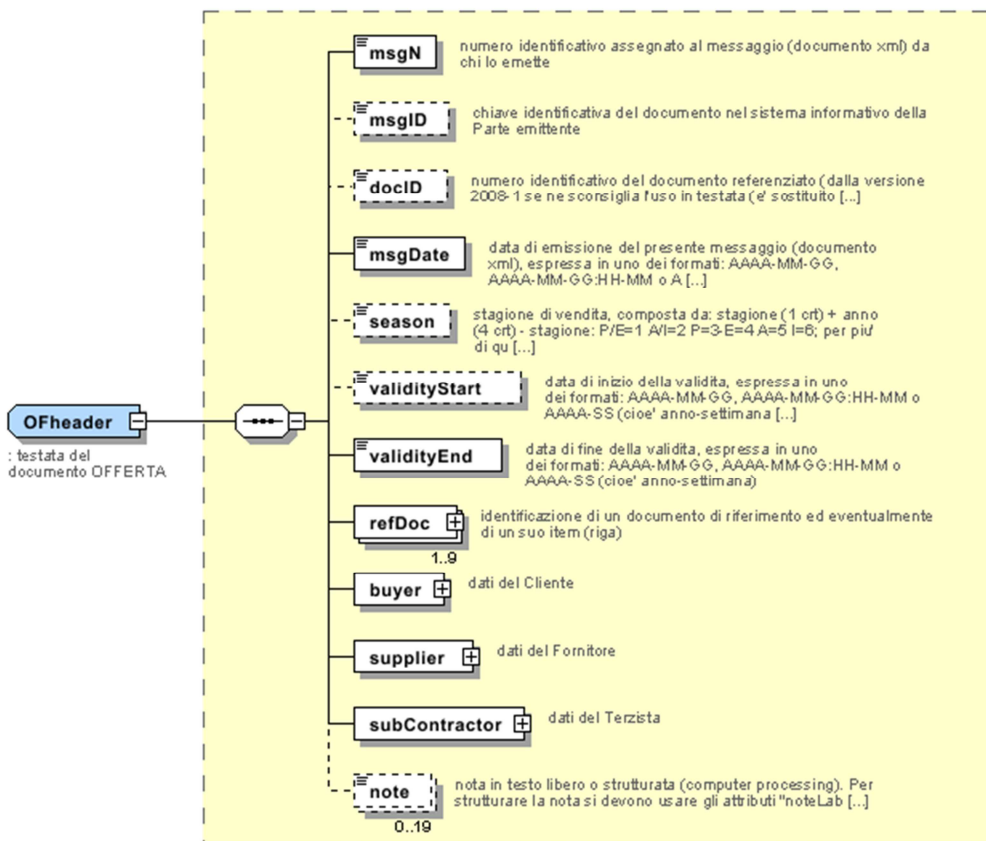 msgN
numero identificativo assegnato al messaggio (documento xml) da
chi lo emette
msgID
chiave identificativa del documento nel sistema informativo della
Parte emittente
docID
numero identificativo del documento referenziato (dalla versione
2008-1 se ne sconsiglia l'uso in testata (e' sostituito [...]
msgDate
data di emissione del presente messaggio (documento
xml), espressa in uno dei formati: AAAA-MM-GG,
AAAA-MM-GG:HH-MM o A [...]
season
stagione di vendita, composta da: stagione (1 crt) + anno
(4 crt) - stagione: P/E=1 A/I=2 P=3-E=4 A=5 I=6; per piu'
di qu [...]
validityStart
data di inizio della validita, espressa in uno
dei formati: AAAA-MM-GG, AAAA-MM-GG:HH-MM o
AAAA-SS (cioe' anno-settimana [...]
OFheader
: testata del
documento OFFERTA
validityEnd
data di fine della validita, espressa in uno
dei formati: AAAA-MM-GG, AAAA-MM-GG:HH-MM o
AAAA-SS (cioe' anno-settimana)
refDoc
identificazione di un documento di riferimento ed eventualmente
di un suo item (riga)
1..9
buyer
dati del Cliente
supplier
dati del Fornitore
subContractor
dati del Terzista
note
nota in testo libero o strutturata (computer processing). Per
strutturare la nota si devono usare gli attributi "noteLab [...]
0..19